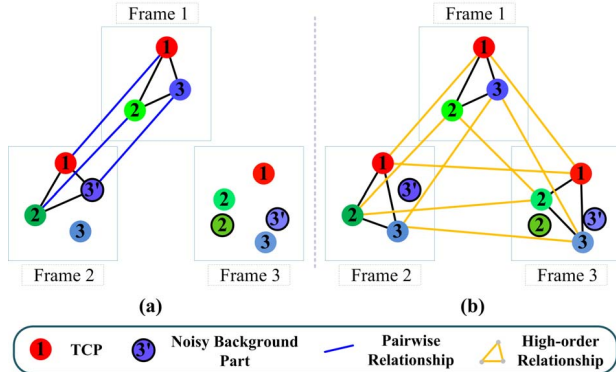 Frame 1
1
3
2
1
3'
2
3
Frame 2
1
2
2
3'
3
Frame 3
(a)
Frame 1
1
3
2
1
3'
2
3
Frame 2
1
2
2
3'
3
Frame 3
(b)
1 TCP
3' Noisy Background
Part
Pairwise
Relationship
High-order
Relationship